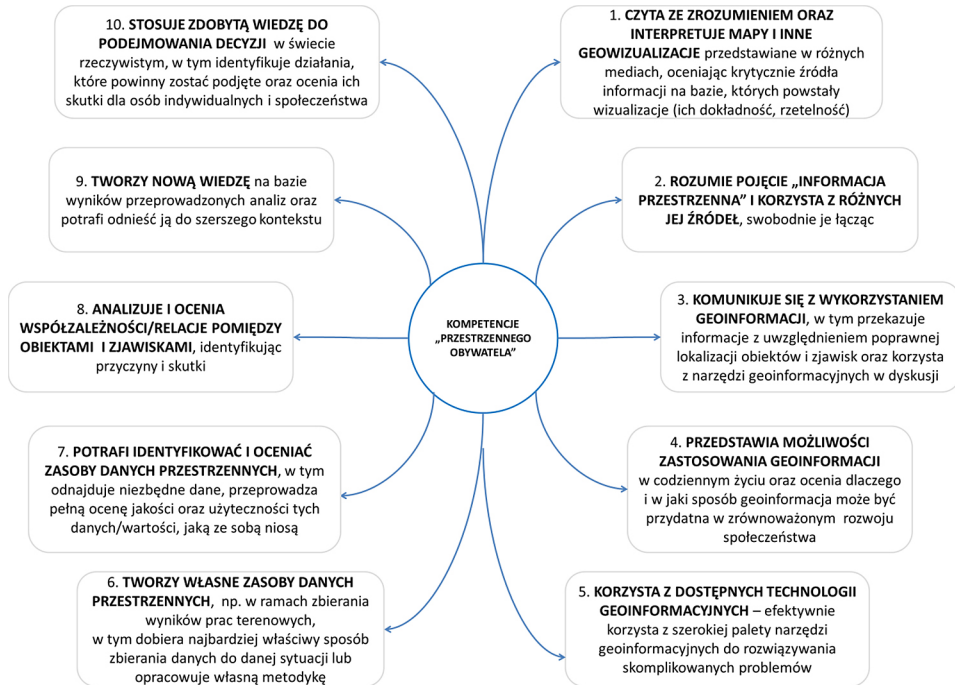 KOMPETENCJE
„PRZESTRZENNEGO
OBYWATELA”
1. CZYTA ZE ZROZUMIENIEM ORAZ
INTERPRETUJE MAPY I INNE
GEOWIZUALIZACJE przedstawiane w różnych
mediach, oceniając krytycznie źródła
informacji na bazie, których powstały
wizualizacje (ich dokładność, rzetelność)
2. ROZUMIE POJĘCIE „INFORMACJA
PRZESTRZENNA” I KORZYSTA Z RÓŻNYCH
JEJ ŹRÓDEŁ, swobodnie je łącząc
3. KOMUNIKUJE SIĘ Z WYKORZYSTANIEM
GEOINFORMACJI, w tym przekazuje
informacje z uwzględnieniem poprawnej
lokalizacji obiektów i zjawisk oraz korzysta
z narzędzi geoinformacyjnych w dyskusji
4. PRZEDSTAWIA MOŻLIWOŚCI
ZASTOSOWANIA GEOINFORMACJI
w codziennym życiu oraz ocenia dlaczego
i w jaki sposób geoinformacja może być
przydatna w zrównoważonym rozwoju
społeczeństwa
5. KORZYSTA Z DOSTĘPNYCH TECHNOLOGII
GEOINFORMACYJNYCH – efektywnie
korzysta z szerokiej palety narzędzi
geoinformacyjnych do rozwiązywania
skomplikowanych problemów
6. TWORZY WŁASNE ZASOBY DANYCH
PRZESTRZENNYCH, np. w ramach zbierania
wyników prac terenowych,
w tym dobiera najbardziej właściwy sposób
zbierania danych do danej sytuacji lub
opracowuje własną metodykę
7. POTRAFI IDENTYFIKOWAĆ I OCENIAĆ
ZASOBY DANYCH PRZESTRZENNYCH, w tym
odnajduje niezbędne dane, przeprowadza
pełną ocenę jakości oraz użyteczności tych
danych/wartości, jaką ze sobą niosą
8. ANALIZUJE I OCENIA
WSPÓŁZALEŻNOŚCI/RELACJE POMIĘDZY
OBIEKTAMI I ZJAWISKAMI, identyfikując
przyczyny i skutki
9. TWORZY NOWĄ WIEDZĘ na bazie
wyników przeprowadzonych analiz oraz
potrafi odnieść ją do szerszego kontekstu
10. STOSUJE ZDOBYTĄ WIEDZĘ DO
PODEJMOWANIA DECYZJI w świecie
rzeczywistym, w tym identyfikuje działania,
które powinny zostać podjęte oraz ocenia ich
skutki dla osób indywidualnych i społeczeństwa